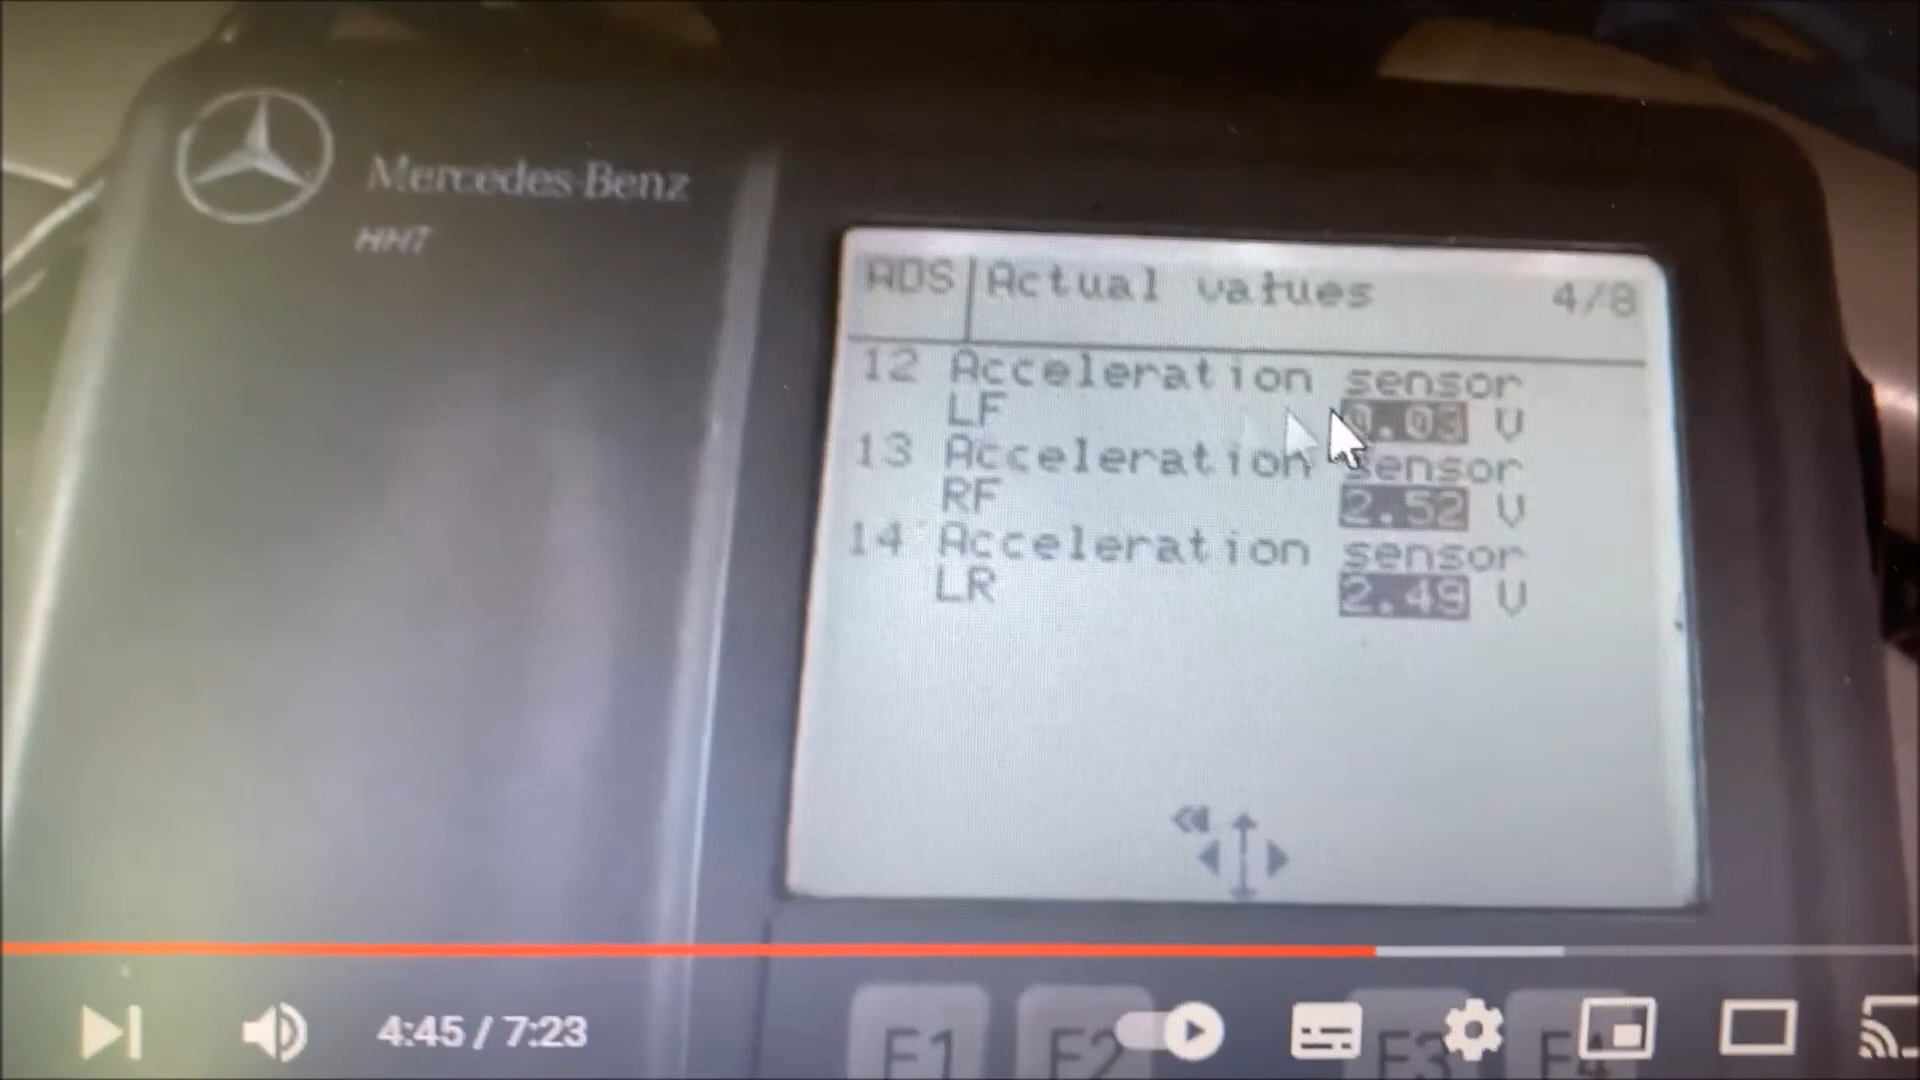 Mercedes-Benz
HHT
ADS Actual values 4/8
12 Acceleration sensor
LF 0.03 V
13 Acceleration sensor
RF 2.52 V
14 Acceleration sensor
LR 2.49 V
4:45 / 7:23
F1 F2 F3 F4